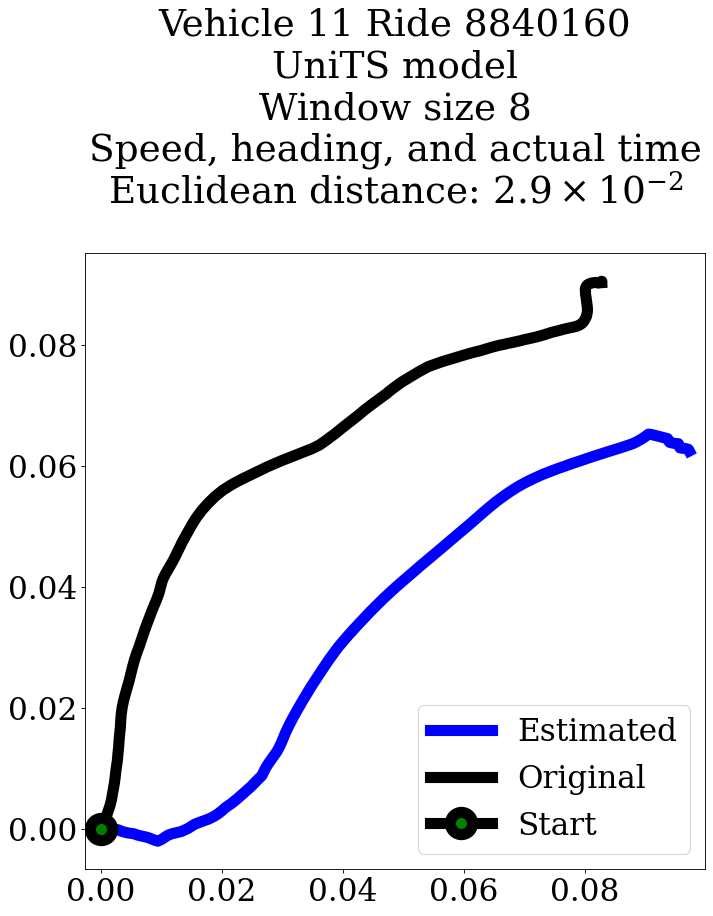 Vehicle 11 Ride 8840160
UniTS model
Window size 8
Speed, heading, and actual time
Euclidean distance: 2.9 × 10⁻²
0.08
0.06
0.04
0.02
0.00
Estimated
Original
Start
0.00 0.02 0.04 0.06 0.08